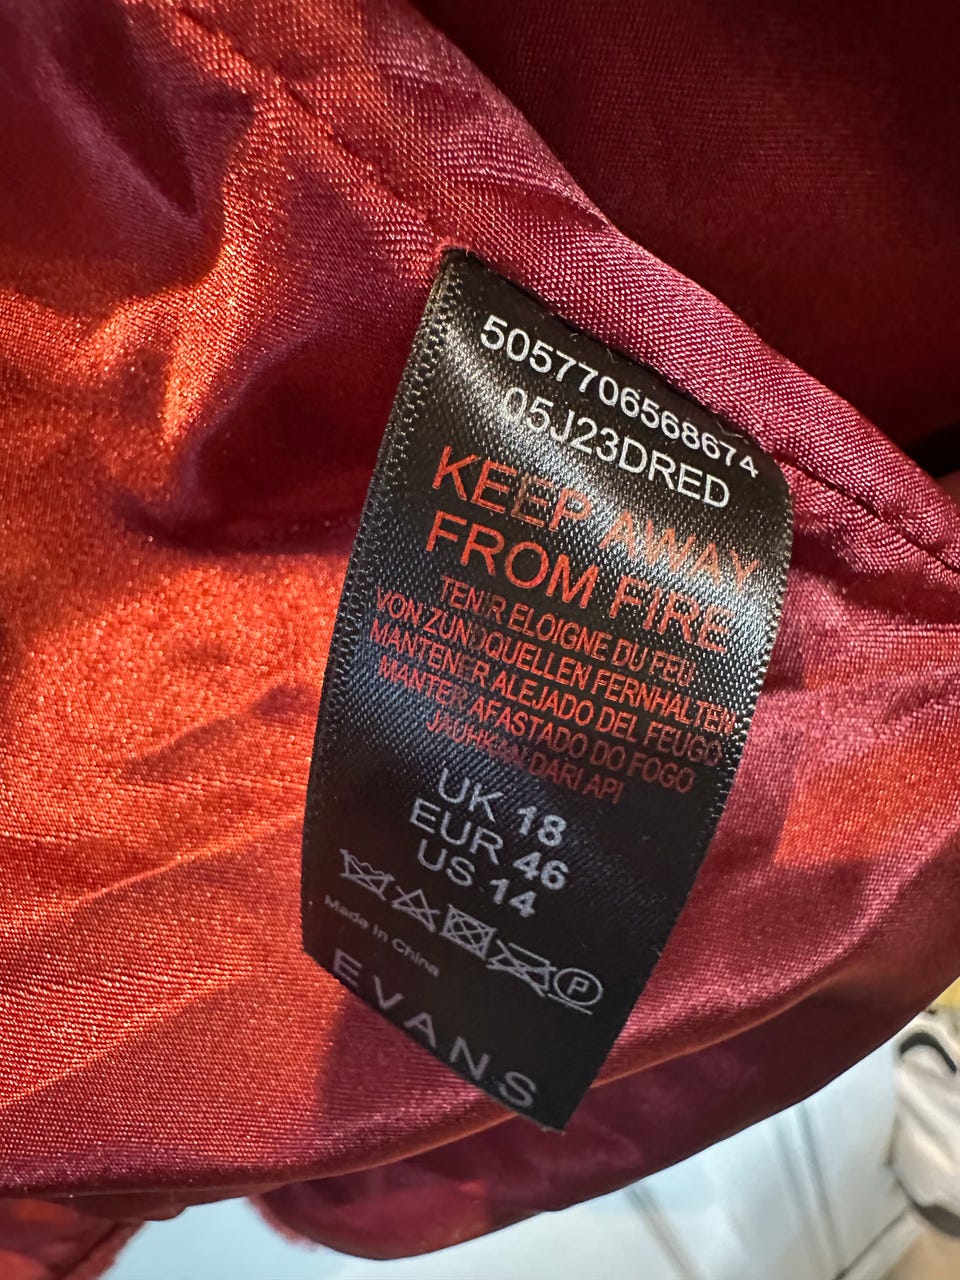 5057706568674
05J23DRED
KEEP AWAY
FROM FIRE
TENIR ELOIGNE DU FEU
VON ZUNDQUELLEN FERNHALTEN
MANTENER ALEJADO DEL FEUGO
MANTER AFASTADO DO FOGO
JAUHKAN DARI API
UK 18
EUR 46
US 14
P
Made In China
EVANS